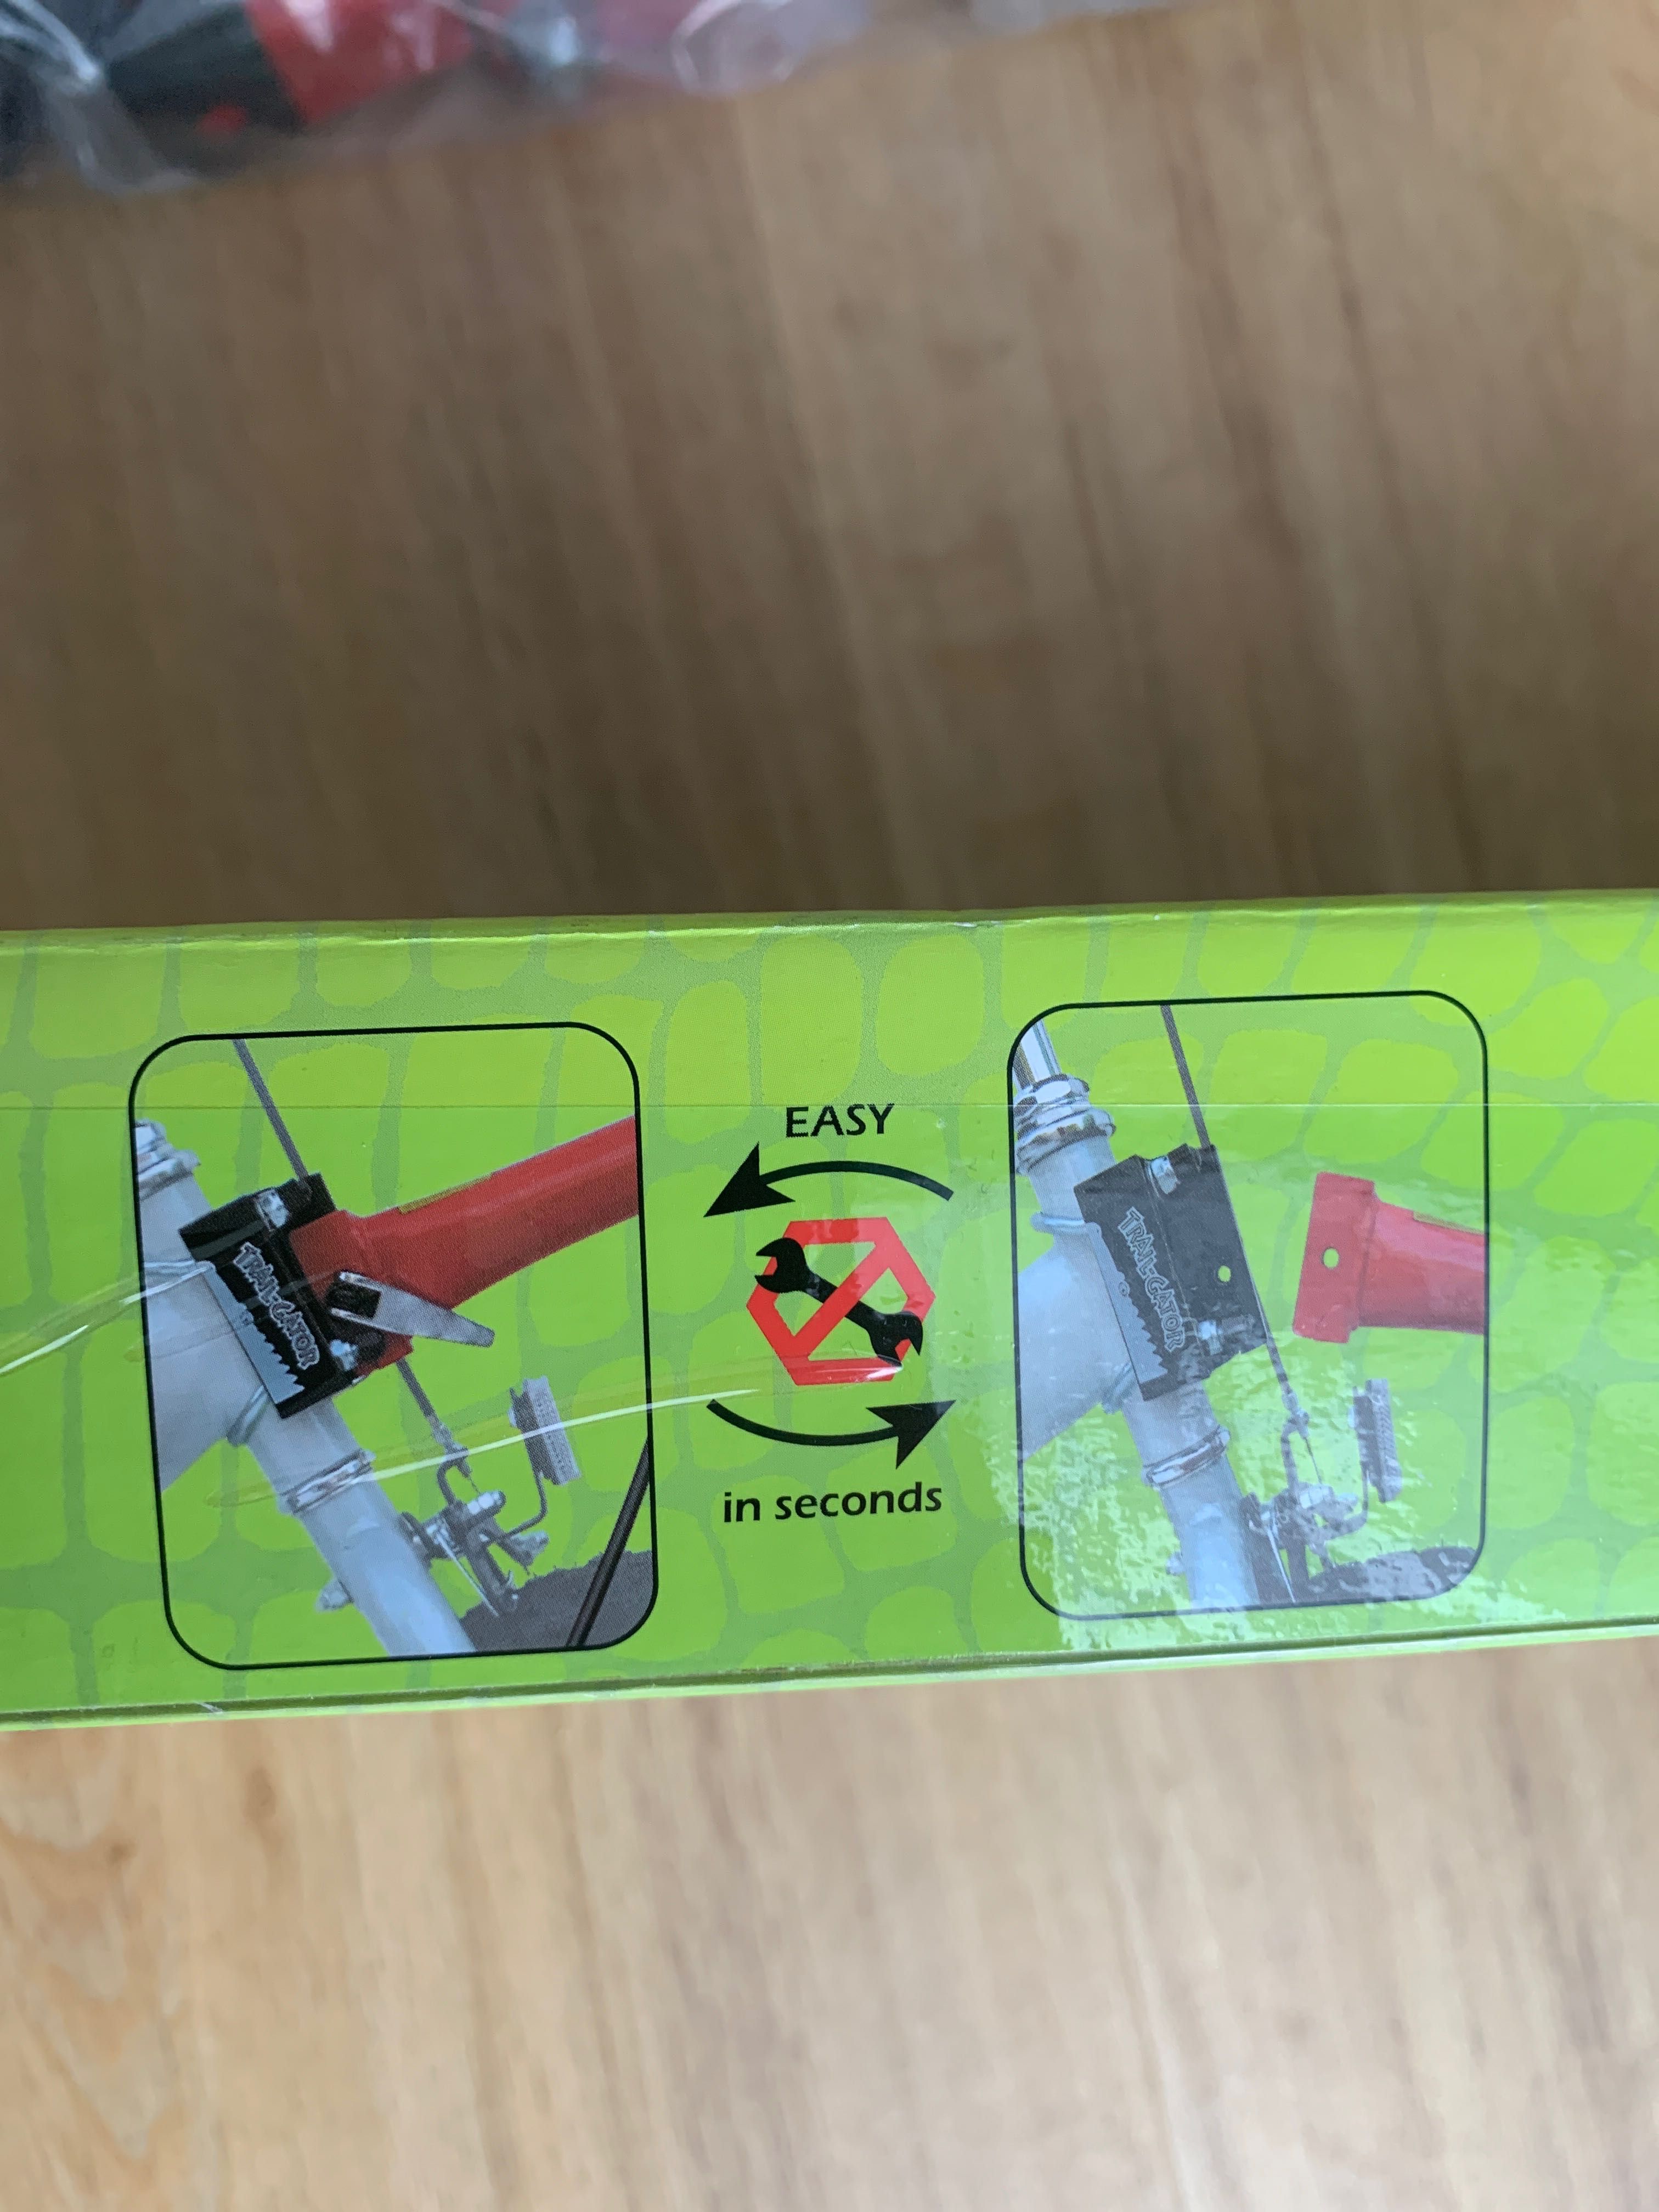 TRAIL-GATOR
EASY
in seconds
TRAIL-GATOR